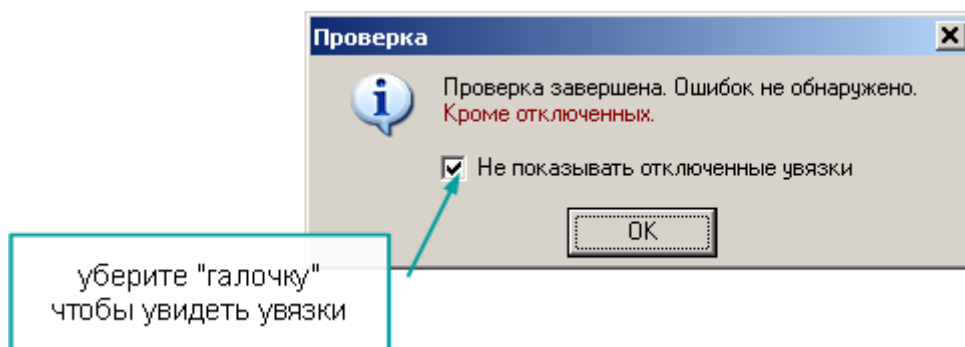 Проверка
Проверка завершена. Ошибок не обнаружено.
Кроме отключенных.
Не показывать отключенные увязки
OK
уберите "галочку"
чтобы увидеть увязки